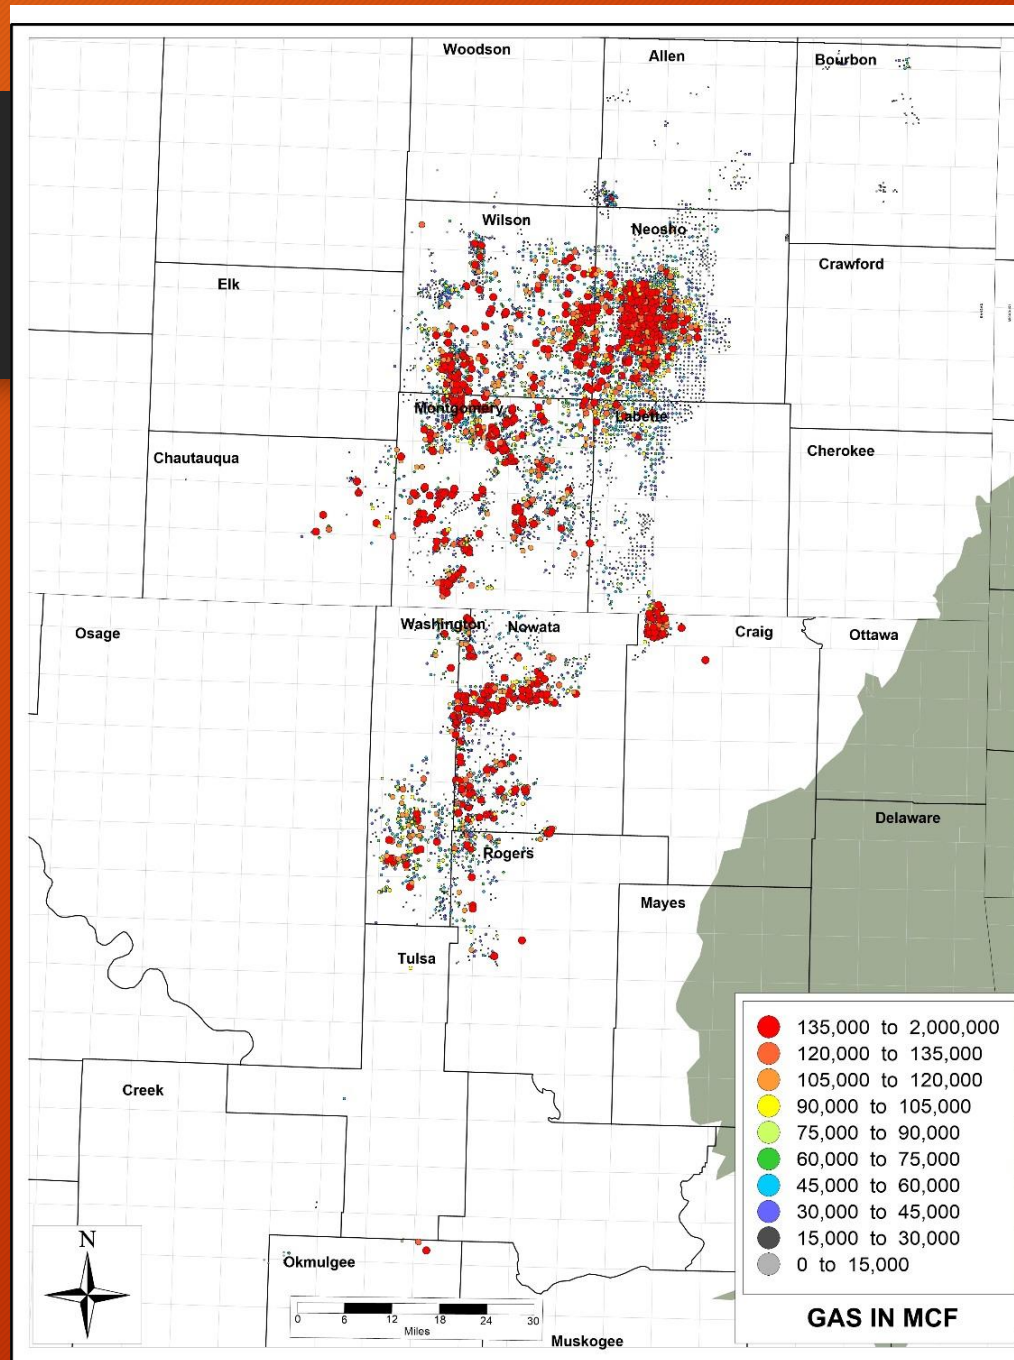 Woodson
Allen
Bourbon
Wilson
Neosho
Crawford
Elk
Montgomery
Labette
Chautauqua
Cherokee
Osage
Washington
Nowata
Craig
Ottawa
Delaware
Rogers
Mayes
Tulsa
Creek
Okmulgee
Muskogee
N
0 6 12 18 24 30
Miles
135,000 to 2,000,000
120,000 to 135,000
105,000 to 120,000
90,000 to 105,000
75,000 to 90,000
60,000 to 75,000
45,000 to 60,000
30,000 to 45,000
15,000 to 30,000
0 to 15,000
GAS IN MCF